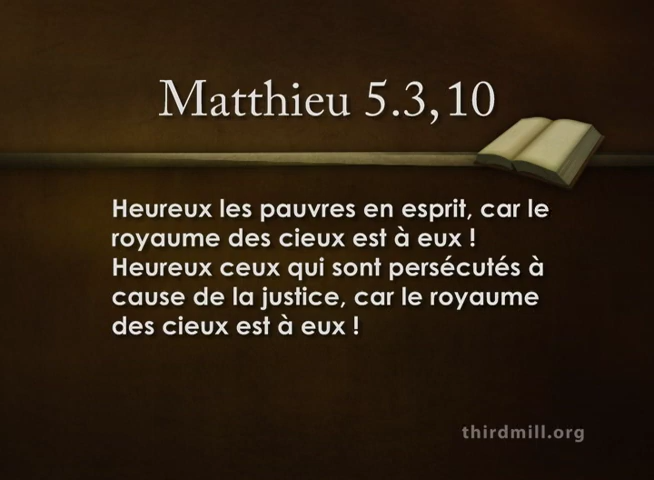 Matthieu 5.3,10
Heureux les pauvres en esprit, car le
royaume des cieux est à eux !
Heureux ceux qui sont persécutés à
cause de la justice, car le royaume
des cieux est à eux !
thirdmill.org